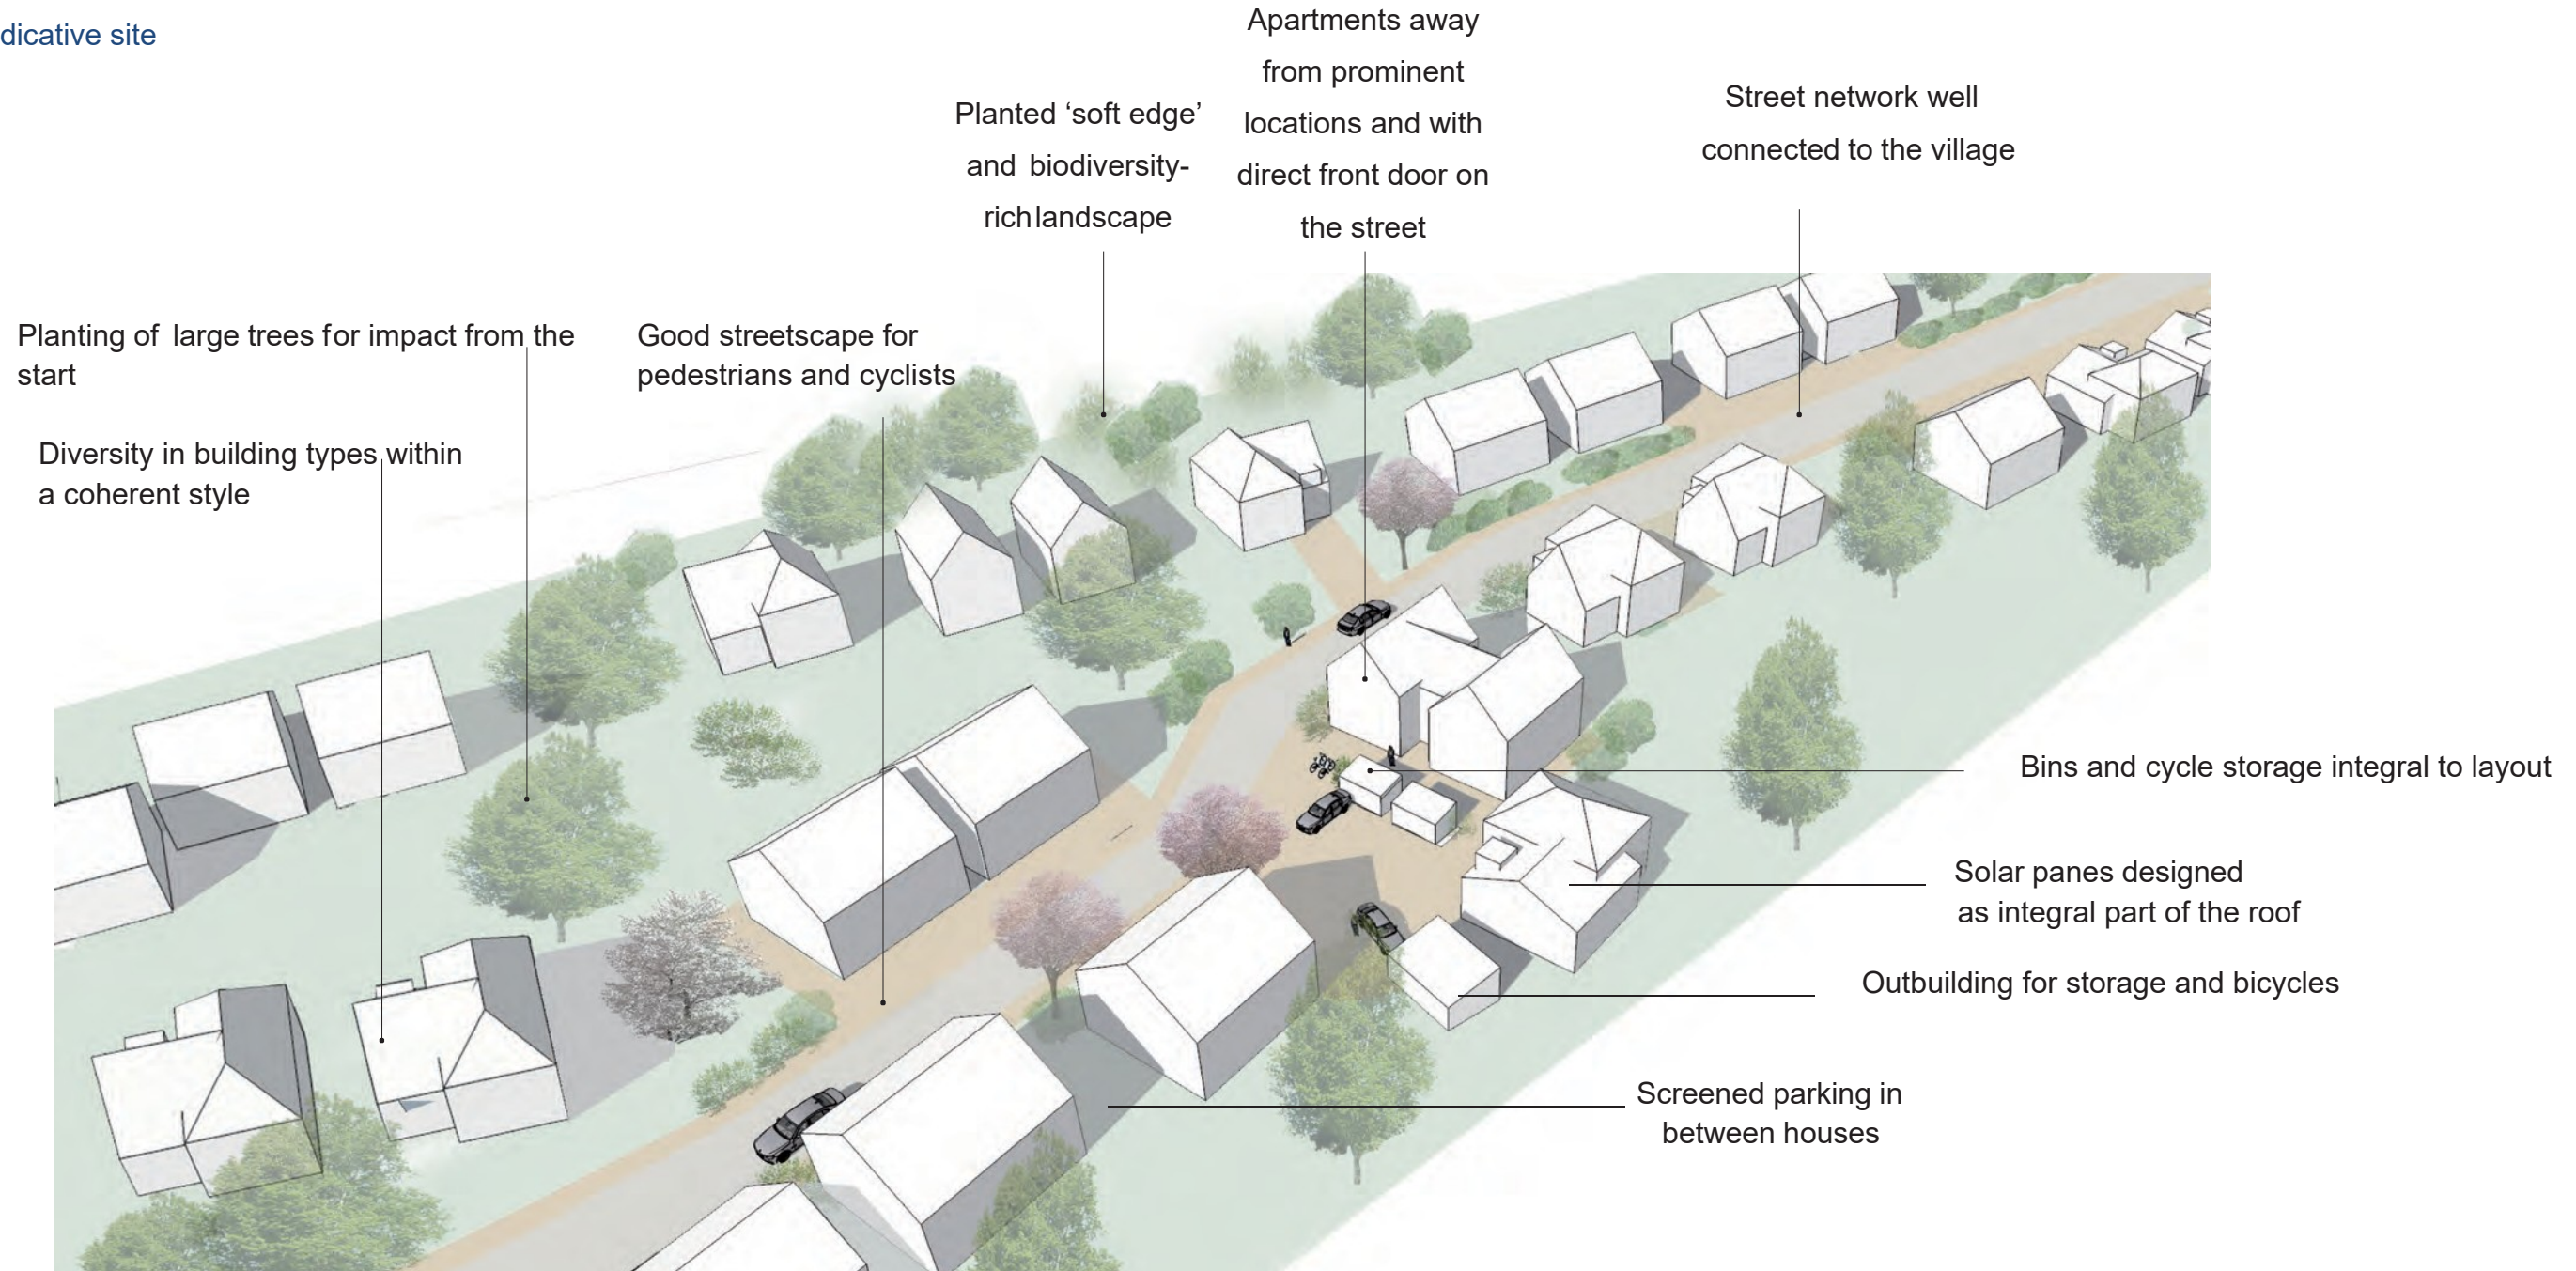 dicative site
Apartments away
from prominent
locations and with
direct front door on
the street
Planted ‘soft edge’
and biodiversity-
rich landscape
Street network well
connected to the village
Planting of large trees for impact from the
start
Good streetscape for
pedestrians and cyclists
Diversity in building types within
a coherent style
Bins and cycle storage integral to layout
Solar panes designed
as integral part of the roof
Outbuilding for storage and bicycles
Screened parking in
between houses